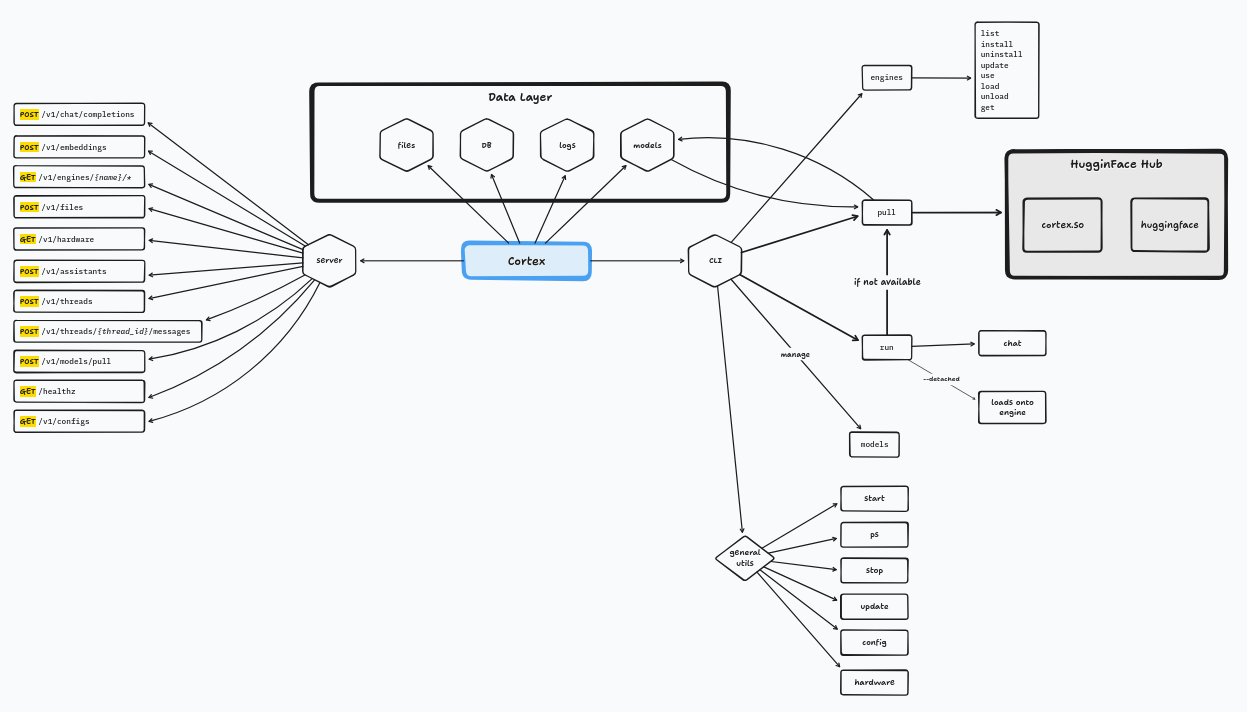 list
install
uninstall
update
use
load
unload
get
engines
Data Layer
files
DB
logs
models
POST /v1/chat/completions
POST /v1/embeddings
GET /v1/engines/{name}/*
POST /v1/files
GET /v1/hardware
POST /v1/assistants
POST /v1/threads
POST /v1/threads/{thread_id}/messages
POST /v1/models/pull
GET /healthz
GET /v1/configs
server
Cortex
CLI
pull
HugginFace Hub
cortex.so
huggingface
if not available
run
manage
chat
--detached
loads onto
engine
models
general
utils
start
ps
stop
update
config
hardware